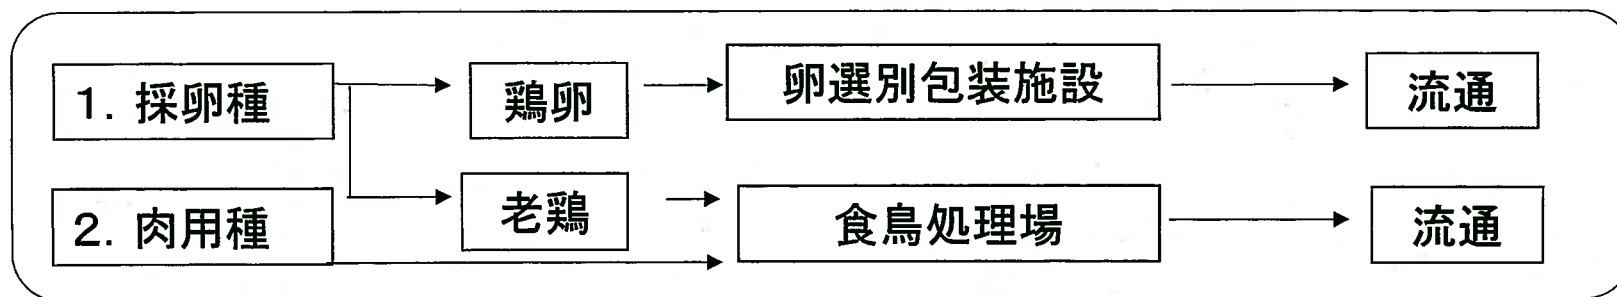 1. 採卵種
鶏卵
卵選別包装施設
流通
2. 肉用種
老鶏
食鳥処理場
流通